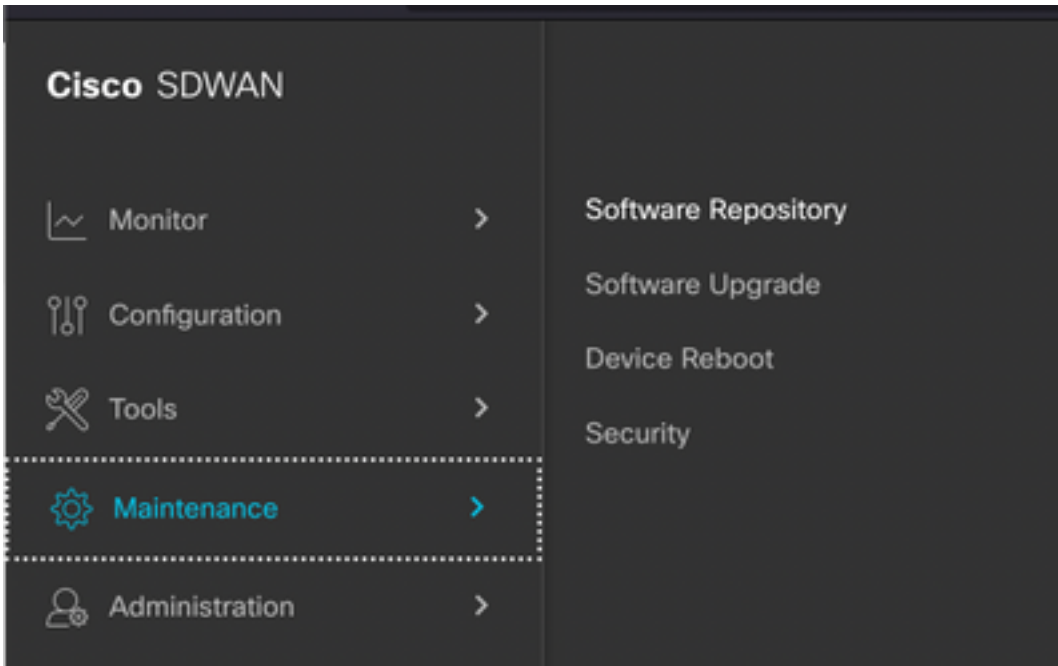 Cisco SDWAN
Monitor
Configuration
Tools
Maintenance
Administration
Software Repository
Software Upgrade
Device Reboot
Security